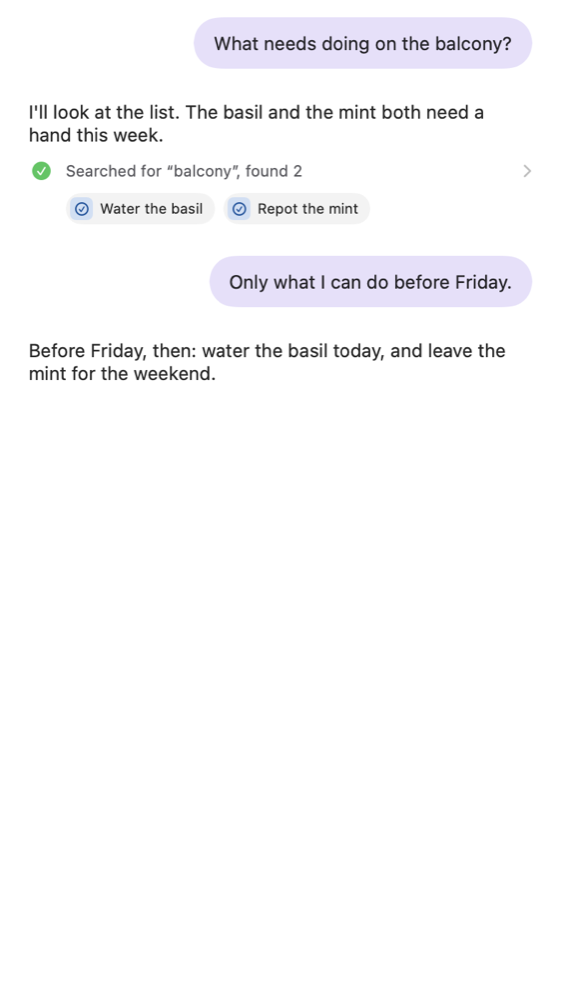 What needs doing on the balcony?
I'll look at the list. The basil and the mint both need a
hand this week.
Searched for “balcony”, found 2
Water the basil
Repot the mint
Only what I can do before Friday.
Before Friday, then: water the basil today, and leave the
mint for the weekend.